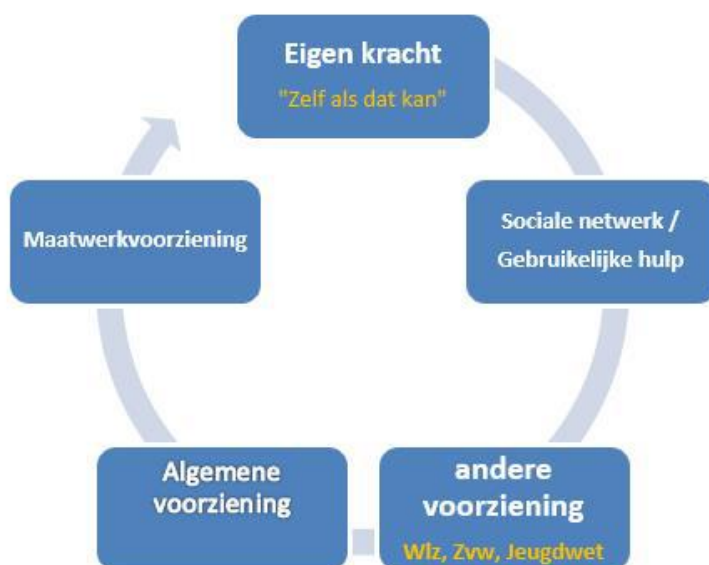 Eigen kracht
"Zelf als dat kan"
Sociale netwerk /
Gebruikelijke hulp
andere
voorziening
Wlz, Zvw, Jeugdwet
Algemene
voorziening
Maatwerkvoorziening